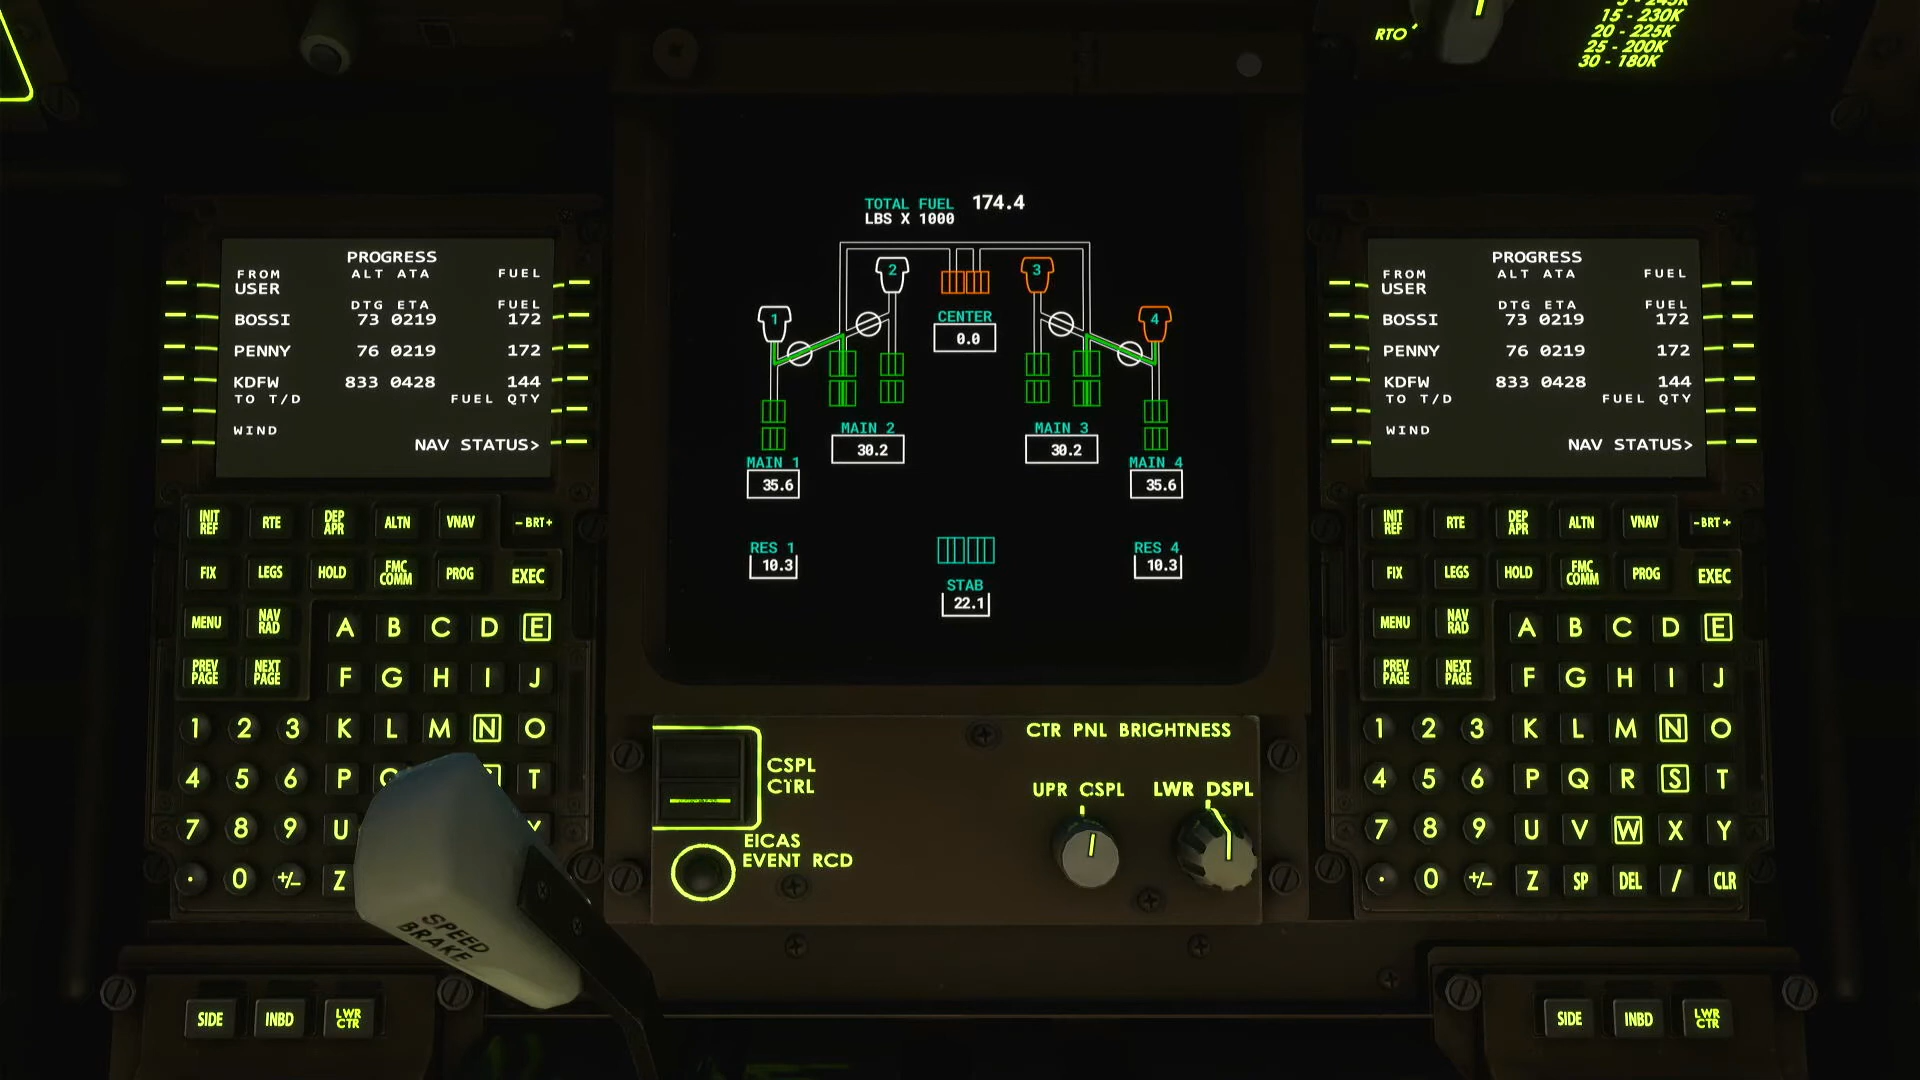 RTO
15 - 230K
20 - 225K
25 - 200K
30 - 180K
TOTAL FUEL 174.4
LBS X 1000
2 3
1 4
CENTER
0.0
MAIN 2 MAIN 3
30.2 30.2
MAIN 1 MAIN 4
35.6 35.6
RES 1 RES 4
10.3 10.3
STAB
22.1
PROGRESS
FROM ALT ATA FUEL
USER
DTG ETA FUEL
BOSSI 73 0219 172
PENNY 76 0219 172
KDFW 833 0428 144
TO T/D FUEL QTY
WIND
NAV STATUS>
INIT REF RTE DEP APR ALTN VNAV - BRT +
FIX LEGS HOLD FMC COMM PROG EXEC
MENU NAV RAD A B C D E
PREV PAGE NEXT PAGE F G H I J
1 2 3 K L M N O
4 5 6 P T
7 8 9 U
. 0 +/- Z
SPEED
BRAKE
SIDE INBD LWR CTR
CTR PNL BRIGHTNESS
CSPL
CTRL
UPR CSPL LWR DSPL
EICAS
EVENT RCD
PROGRESS
FROM ALT ATA FUEL
USER
DTG ETA FUEL
BOSSI 73 0219 172
PENNY 76 0219 172
KDFW 833 0428 144
TO T/D FUEL QTY
WIND
NAV STATUS>
INIT REF RTE DEP APR ALTN VNAV - BRT +
FIX LEGS HOLD FMC COMM PROG EXEC
MENU NAV RAD A B C D E
PREV PAGE NEXT PAGE F G H I J
1 2 3 K L M N O
4 5 6 P Q R S T
7 8 9 U V W X Y
. 0 +/- Z SP DEL / CLR
SIDE INBD LWR CTR